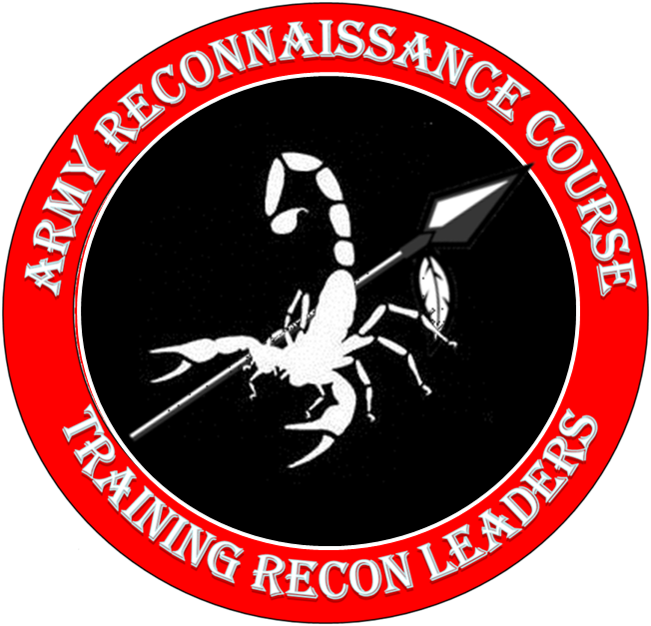 ARMY RECONNAISSANCE COURSE
TRAINING RECON LEADERS